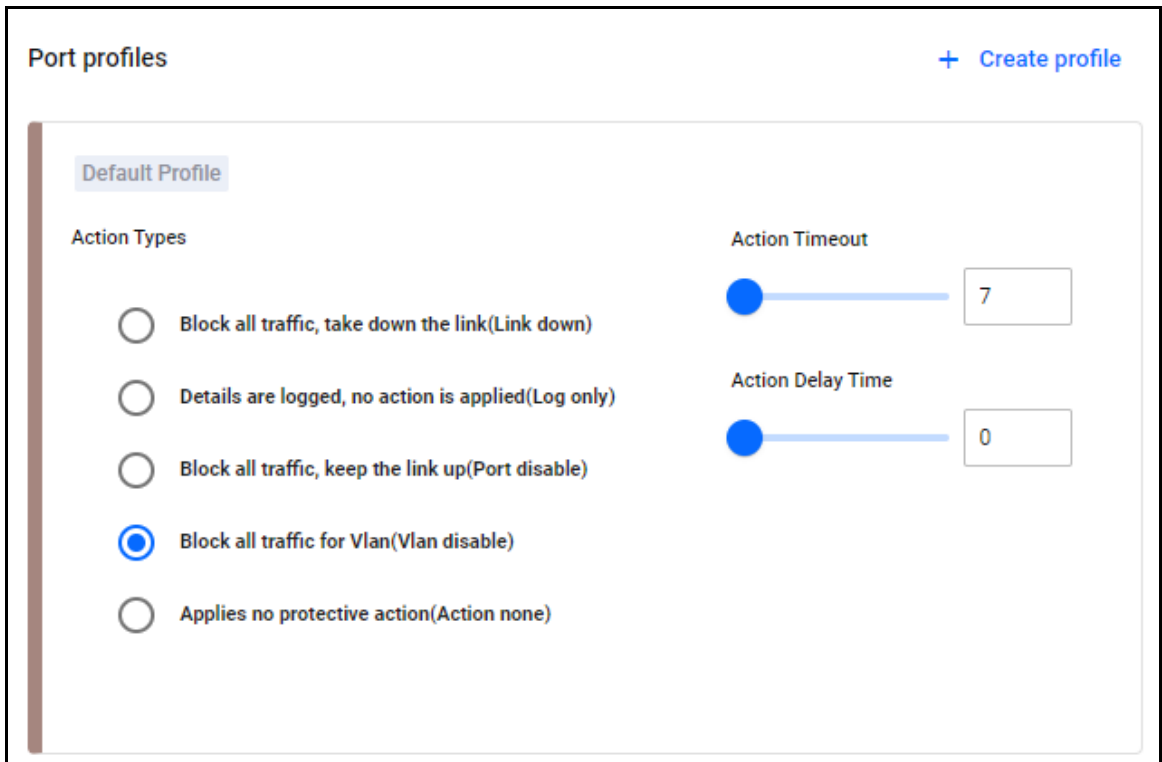 Port profiles
+ Create profile
Default Profile
Action Types
Block all traffic, take down the link(Link down)
Details are logged, no action is applied(Log only)
Block all traffic, keep the link up(Port disable)
Block all traffic for Vlan(Vlan disable)
Applies no protective action(Action none)
Action Timeout
7
Action Delay Time
0